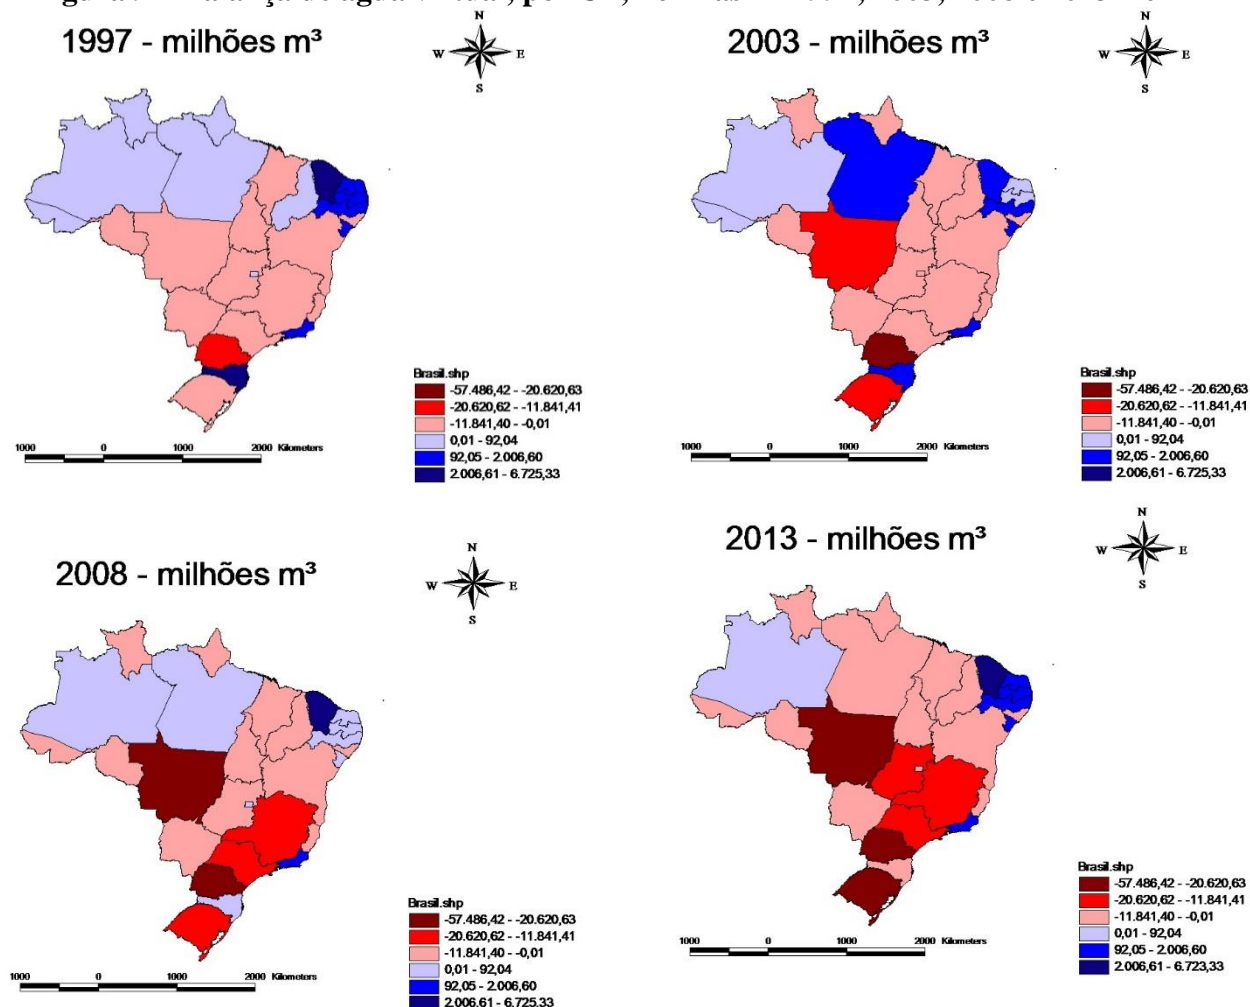 1997 - milhões m³
N
W E
S
Brasil.shp
-57.486,42 - -20.620,63
-20.620,62 - -11.841,41
-11.841,40 - -0,01
0,01 - 92,04
92,05 - 2.006,60
2.006,61 - 6.725,33
1000 0 1000 2000 Kilometers
2003 - milhões m³
N
W E
S
Brasil.shp
-57.486,42 - -20.620,63
-20.620,62 - -11.841,41
-11.841,40 - -0,01
0,01 - 92,04
92,05 - 2.006,60
2.006,61 - 6.725,33
1000 0 1000 2000 Kilometers
2008 - milhões m³
N
W E
S
Brasil.shp
-57.486,42 - -20.620,63
-20.620,62 - -11.841,41
-11.841,40 - -0,01
0,01 - 92,04
92,05 - 2.006,60
2.006,61 - 6.725,33
1000 0 1000 2000 Kilometers
2013 - milhões m³
N
W E
S
Brasil.shp
-57.486,42 - -20.620,63
-20.620,62 - -11.841,41
-11.841,40 - -0,01
0,01 - 92,04
92,05 - 2.006,60
2.006,61 - 6.723,33
1000 0 1000 2000 Kilometers